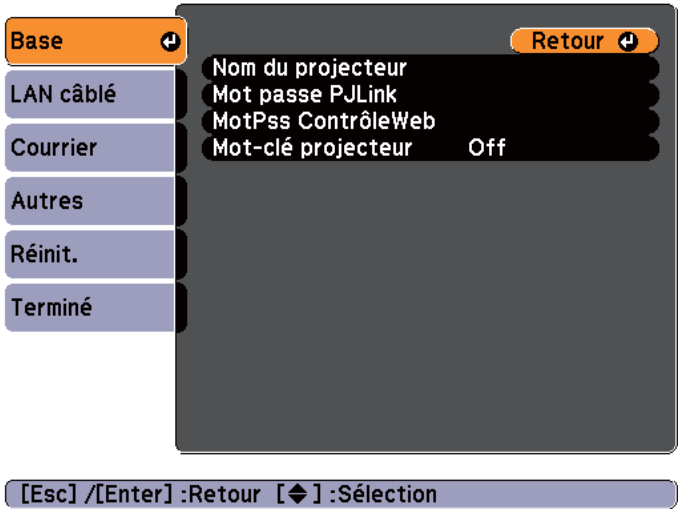 Base
LAN câblé
Courrier
Autres
Réinit.
Terminé
Retour
Nom du projecteur
Mot passe PJLink
MotPss ContrôleWeb
Mot-clé projecteur Off
[Esc] /[Enter] :Retour [◆] :Sélection